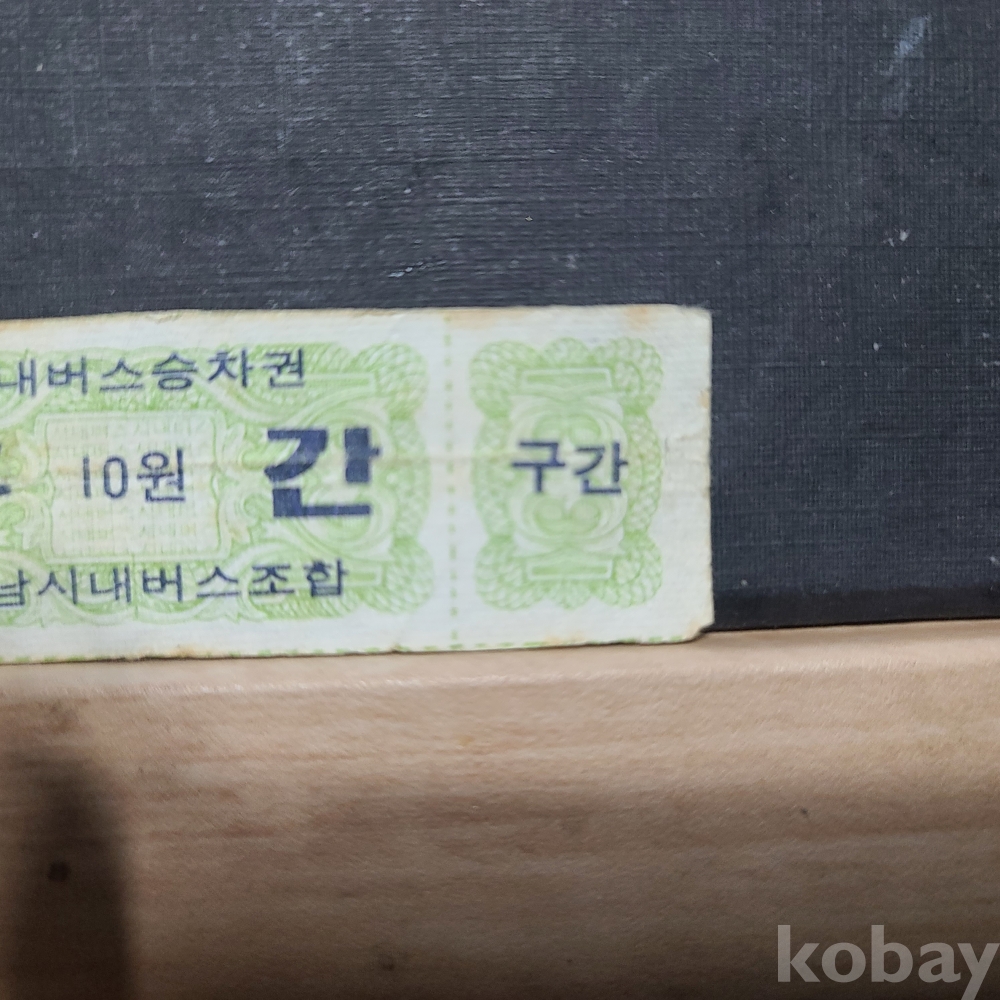 내버스승차권
10원 간
구간
남시내버스조합
kobay